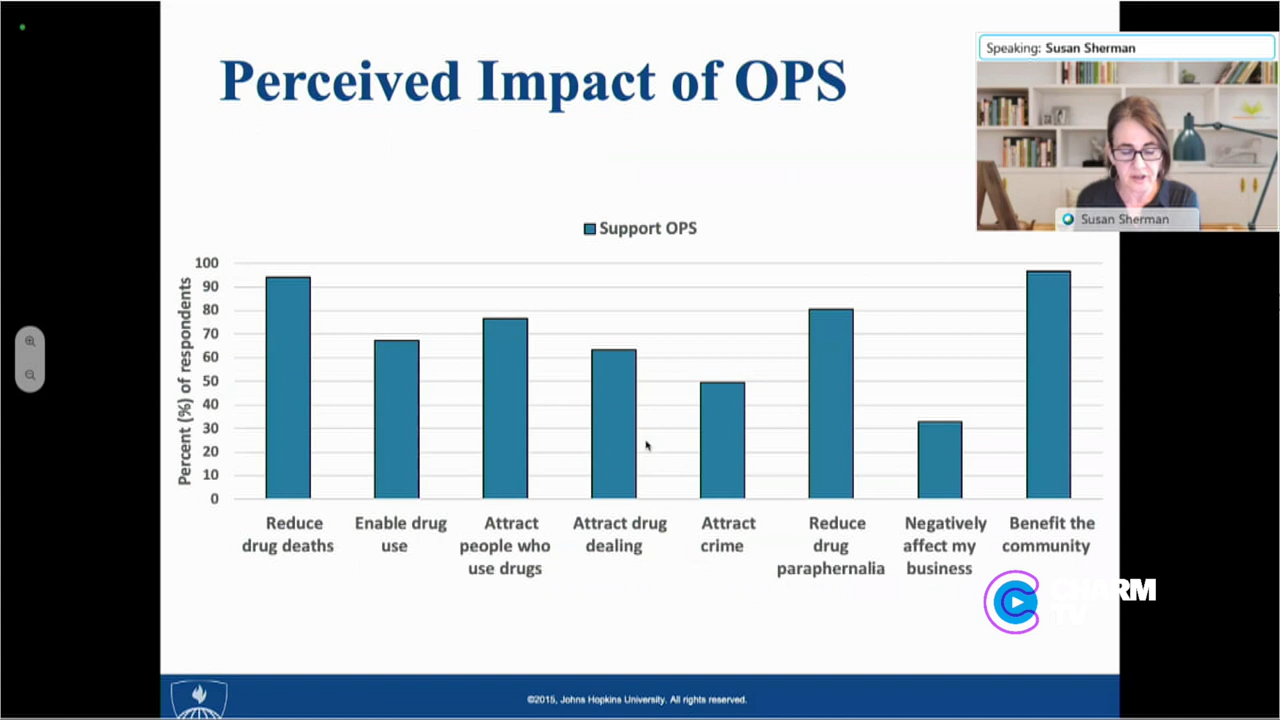 Perceived Impact of OPS
Speaking: Susan Sherman
Susan Sherman
Support OPS
Percent (%) of respondents
100
90
80
70
60
50
40
30
20
10
0
Reduce
drug deaths
Enable drug
use
Attract
people who
use drugs
Attract drug
dealing
Attract
crime
Reduce
drug
paraphernalia
Negatively
affect my
business
Benefit the
community
CHARM
TV
©2015, Johns Hopkins University. All rights reserved.